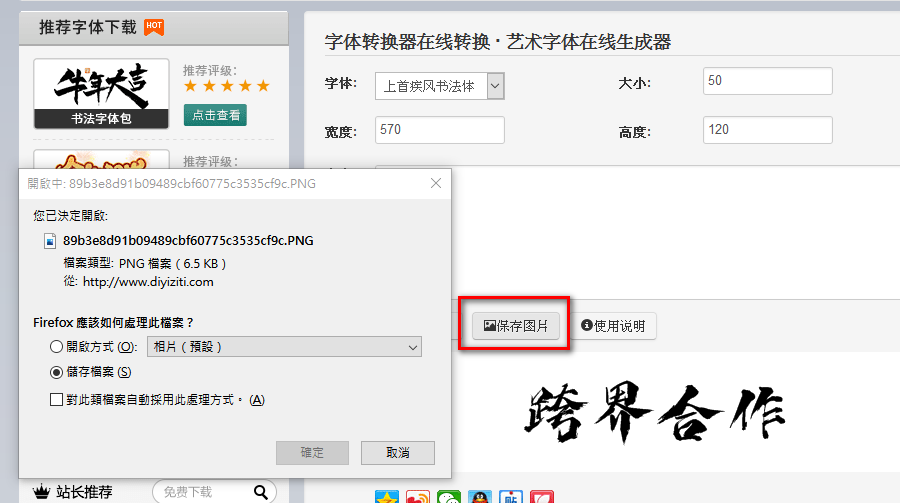 推荐字体下载 HOT
牛年大吉
书法字体包
推荐评级：
点击查看
推荐评级：
字体转换器在线转换 · 艺术字体在线生成器
字体： 上首疾风书法体 大小： 50
宽度： 570 高度： 120
開啟中: 89b3e8d91b09489cbf60775c3535cf9c.PNG
您已決定開啟:
89b3e8d91b09489cbf60775c3535cf9c.PNG
檔案類型: PNG 檔案 ( 6.5 KB )
從: http://www.diyiziti.com
Firefox 應該如何處理此檔案？
開啟方式 (O): 相片 ( 預設 )
儲存檔案 (S)
對此類檔案自動採用此處理方式。 (A)
確定 取消
保存图片 使用说明
跨界合作
站长推荐 免费下载
贴